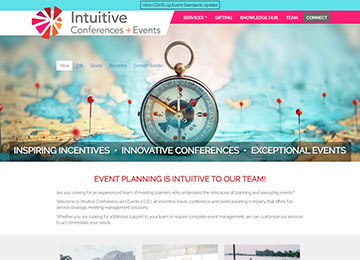 View COVID-19 Event Standards Update
Intuitive
Conferences + Events
SERVICES GIFTING KNOWLEDGE HUB TEAM CONNECT
View Edit Delete Revisions Convert Bundle
INSPIRING INCENTIVES • INNOVATIVE CONFERENCES • EXCEPTIONAL EVENTS
EVENT PLANNING IS INTUITIVE TO OUR TEAM!
Are you looking for an experienced team of meeting planners who understand the intricacies of planning and executing events?
Welcome to Intuitive Conferences and Events (ICE), an incentive travel, conference and event planning company that offers full-
service strategic meeting management solutions.
Whether you are looking for additional support to your team or require complete event management, we can customize our services
to accommodate your needs.